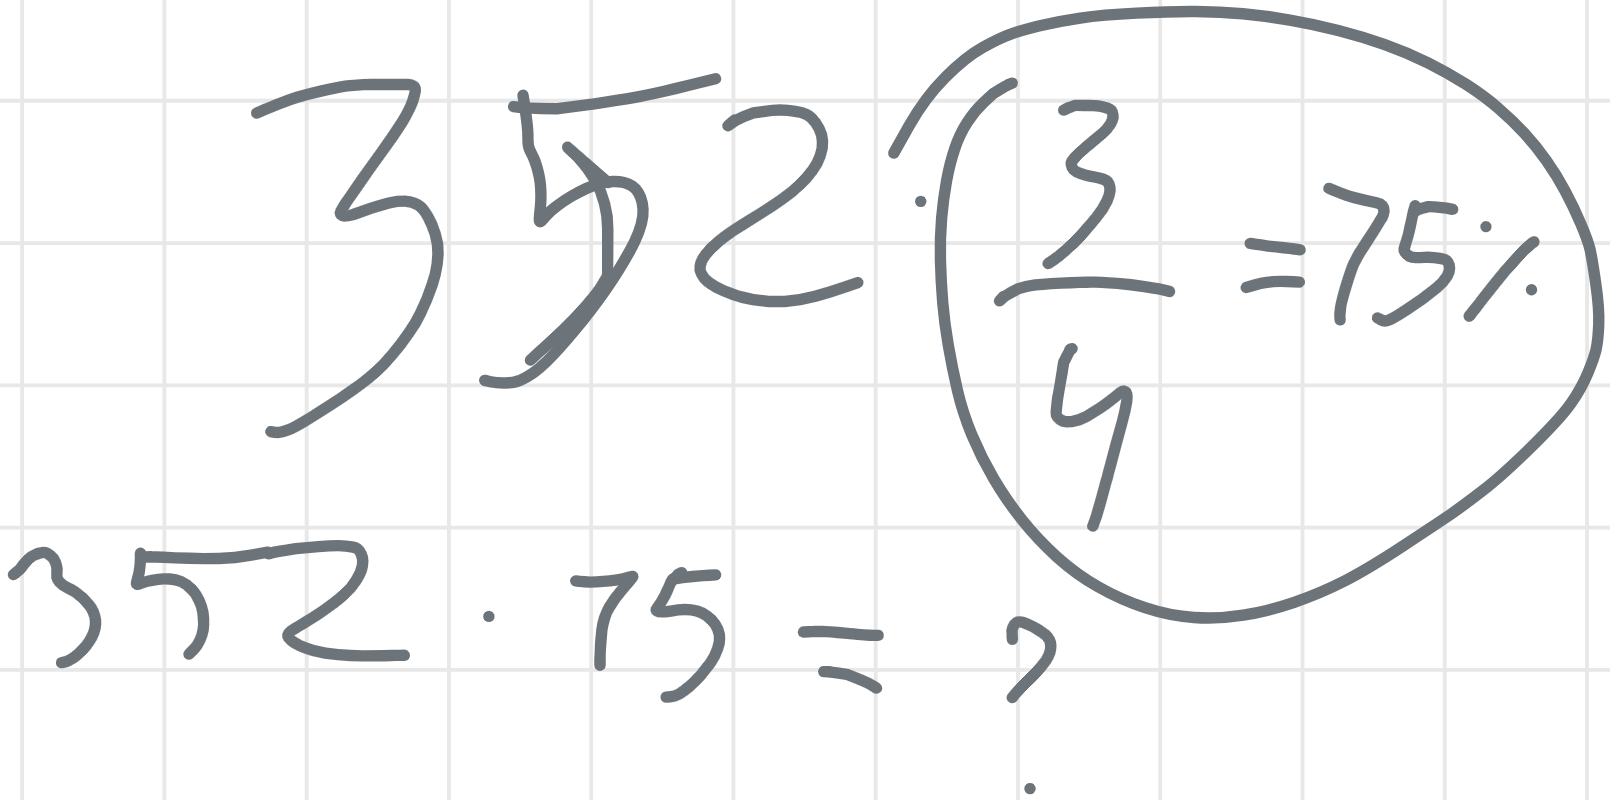 352 · 3/4 = 75%
352 · 75 = ?